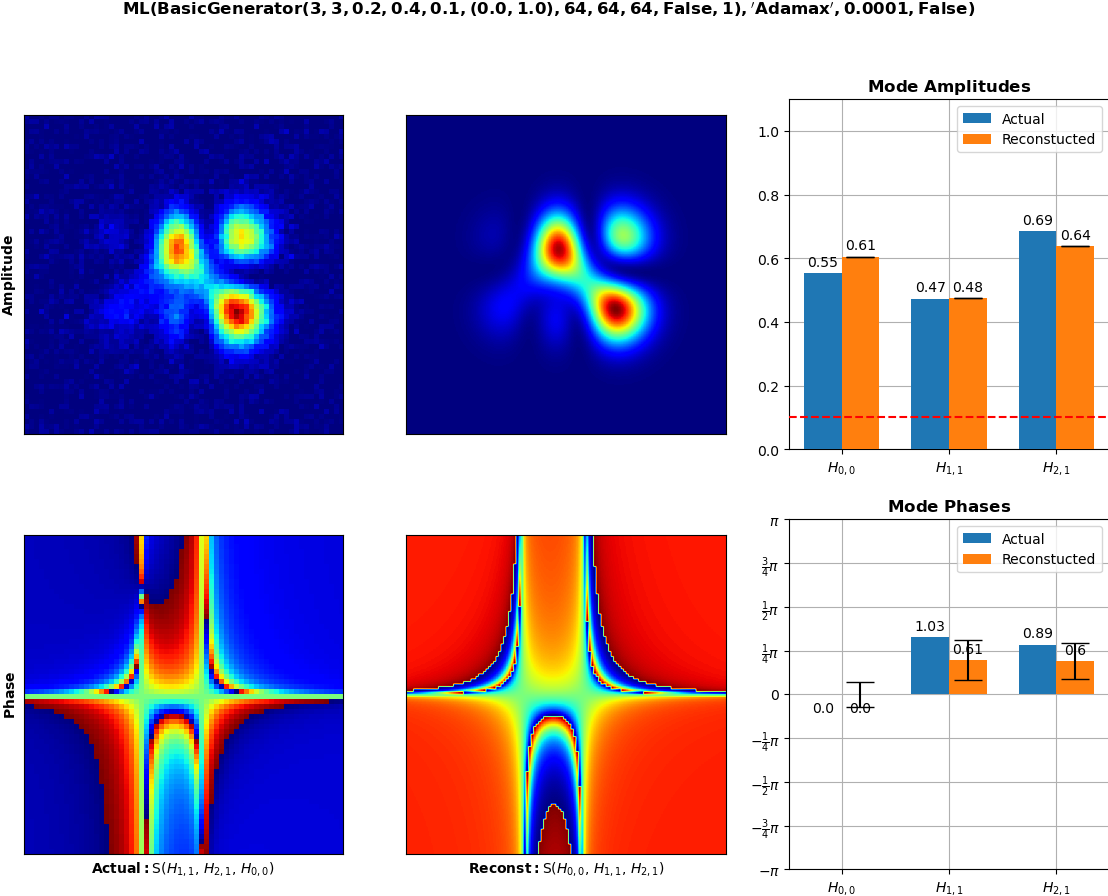 ML(BasicGenerator(3, 3, 0.2, 0.4, 0.1, (0.0, 1.0), 64, 64, 64, False, 1), ′Adamax′, 0.0001, False)
Amplitude
Mode Amplitudes
Actual
Reconstucted
1.0
0.8
0.6
0.4
0.2
0.0
0.55
0.61
0.47
0.48
0.69
0.64
H0,0
H1,1
H2,1
Phase
Actual: S(H1,1, H2,1, H0,0)
Reconst: S(H0,0, H1,1, H2,1)
Mode Phases
Actual
Reconstucted
π
3/4π
1/2π
1/4π
0
−1/4π
−1/2π
−3/4π
−π
0.0
0.0
1.03
0.61
0.89
0.6
H0,0
H1,1
H2,1